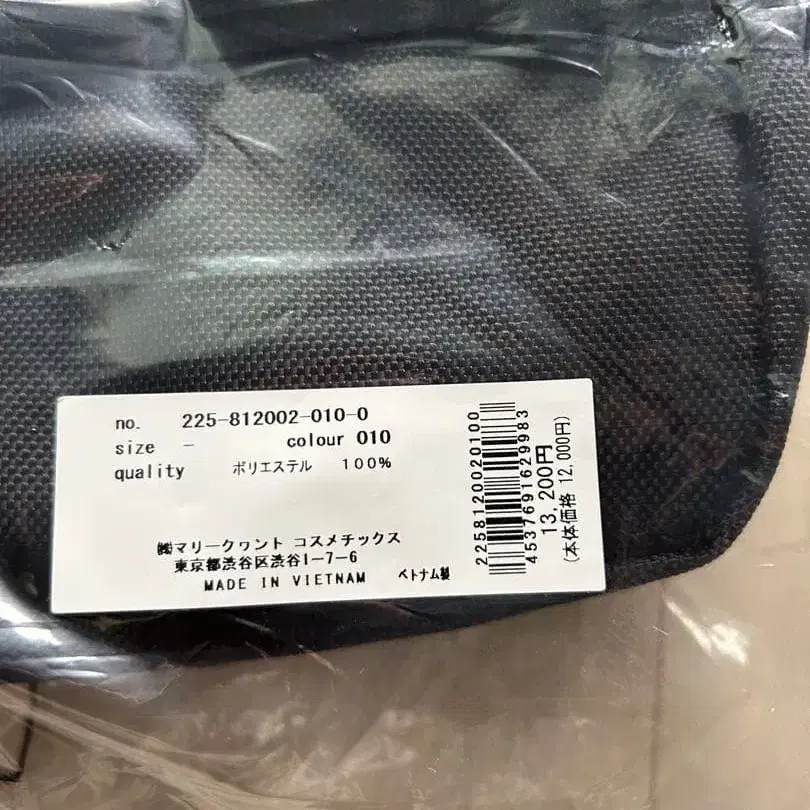 no. 225-812002-010-0
size - colour 010
quality ポリエステル 100%
㈱マリークヮント コスメチックス
東京都渋谷区渋谷1-7-6
MADE IN VIETNAM ベトナム製
2258120020100
4537691629983
13,200円
(本体価格 12,000円)